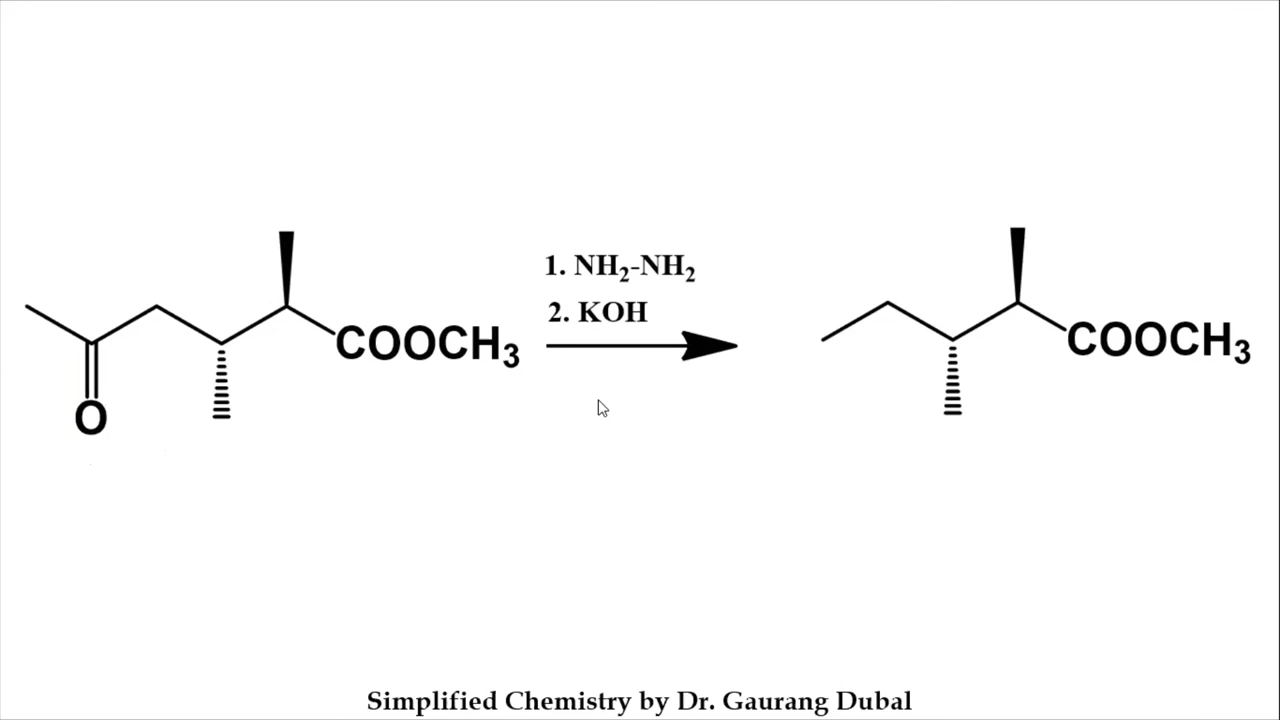 1. NH₂-NH₂
2. KOH
COOCH₃
COOCH₃
O
Simplified Chemistry by Dr. Gaurang Dubal